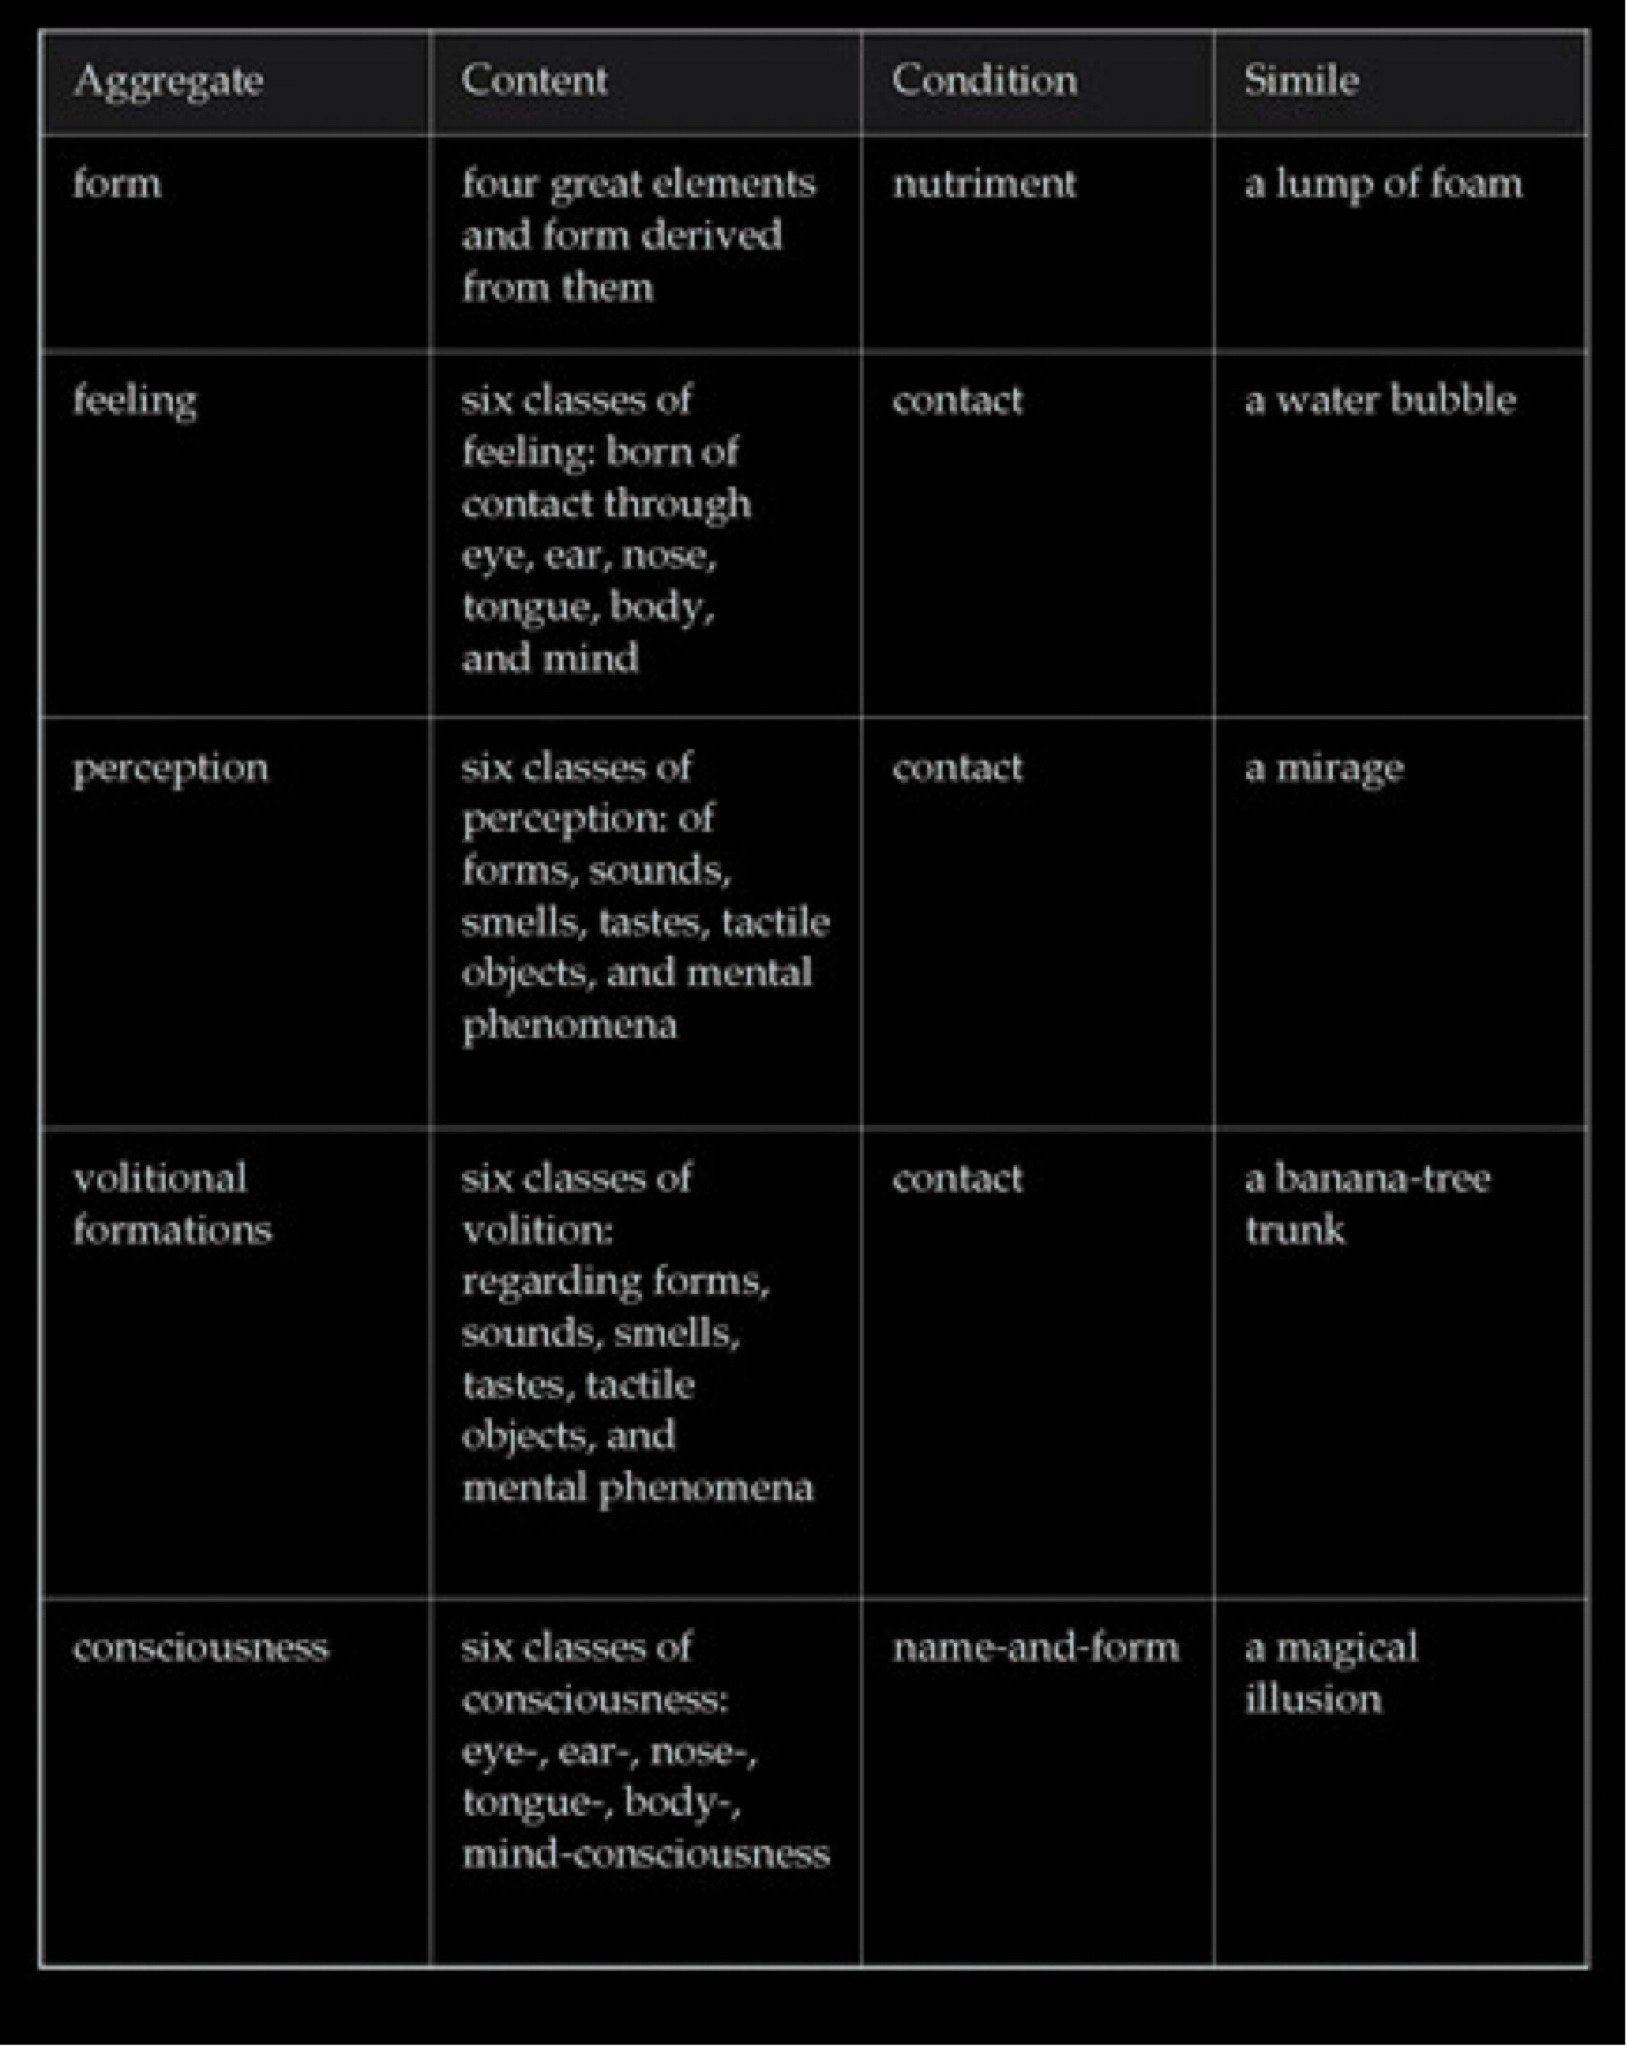 Aggregate Content Condition Simile
form four great elements nutriment a lump of foam
and form derived
from them
feeling six classes of contact a water bubble
feeling: born of
contact through
eye, ear, nose,
tongue, body,
and mind
perception six classes of contact a mirage
perception: of
forms, sounds,
smells, tastes, tactile
objects, and mental
phenomena
volitional six classes of contact a banana-tree
formations volition: trunk
regarding forms,
sounds, smells,
tastes, tactile
objects, and
mental phenomena
consciousness six classes of name-and-form a magical
consciousness: illusion
eye-, ear-, nose-,
tongue-, body-,
mind-consciousness